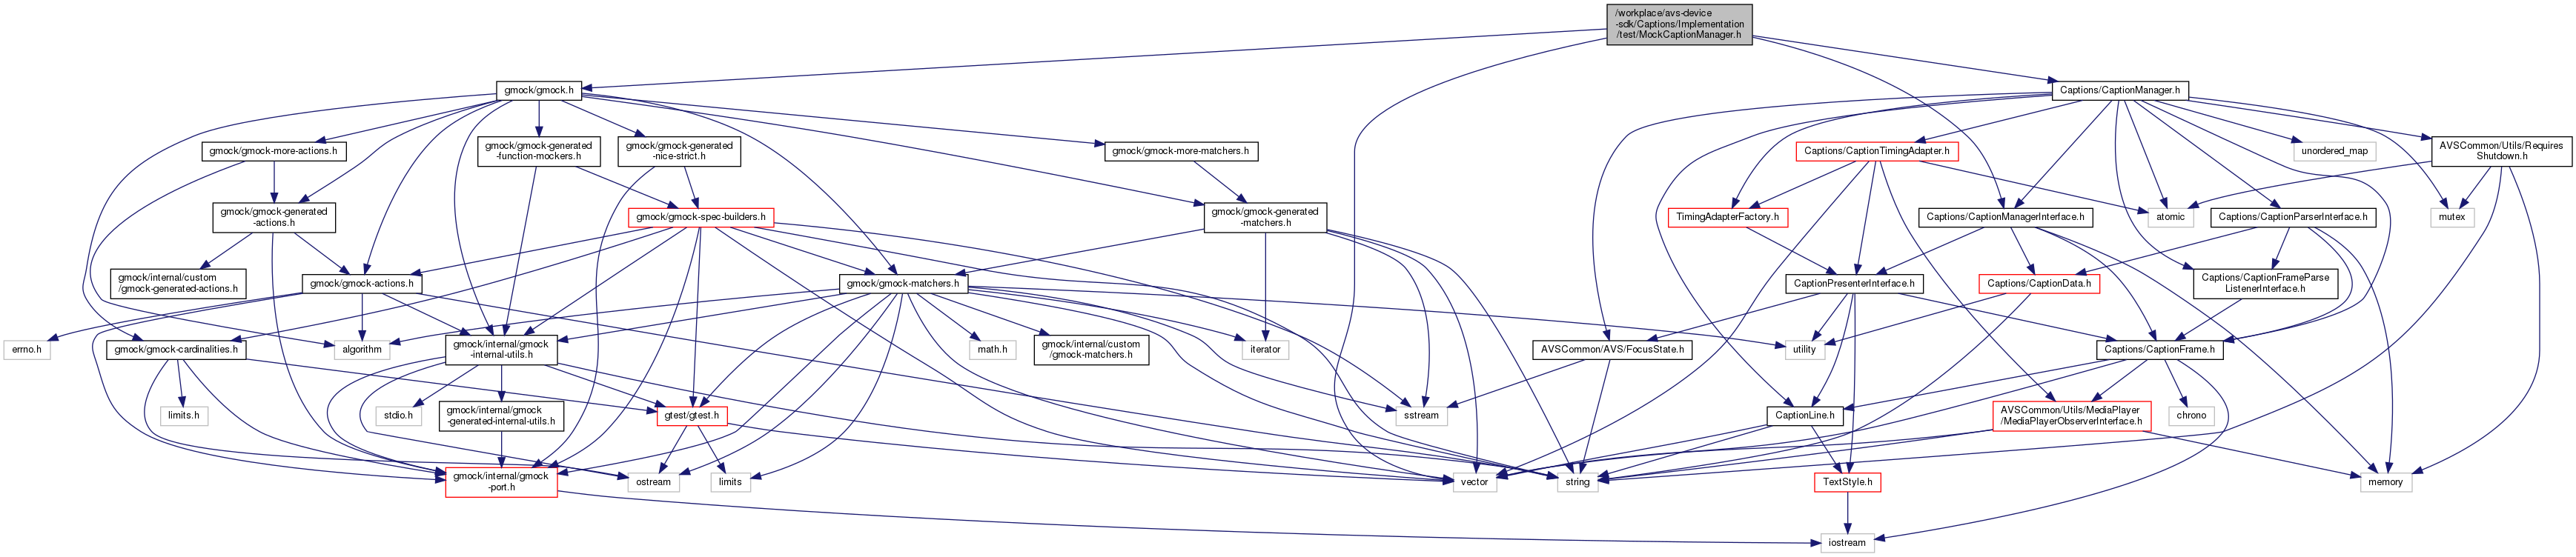 /workplace/avs-device
-sdk/Captions/Implementation
/test/MockCaptionManager.h
gmock/gmock.h
Captions/CaptionManager.h
gmock/gmock-more-actions.h
gmock/gmock-generated
-function-mockers.h
gmock/gmock-generated
-nice-strict.h
gmock/gmock-more-matchers.h
Captions/CaptionTimingAdapter.h
unordered_map
AVSCommon/Utils/Requires
Shutdown.h
gmock/gmock-generated
-actions.h
gmock/gmock-spec-builders.h
gmock/gmock-generated
-matchers.h
TimingAdapterFactory.h
Captions/CaptionManagerInterface.h
atomic
Captions/CaptionParserInterface.h
mutex
gmock/internal/custom
/gmock-generated-actions.h
gmock/gmock-actions.h
gmock/gmock-matchers.h
CaptionPresenterInterface.h
Captions/CaptionData.h
Captions/CaptionFrameParse
ListenerInterface.h
errno.h
gmock/gmock-cardinalities.h
algorithm
gmock/internal/gmock
-internal-utils.h
math.h
gmock/internal/custom
/gmock-matchers.h
iterator
AVSCommon/AVS/FocusState.h
utility
Captions/CaptionFrame.h
limits.h
stdio.h
gmock/internal/gmock
-generated-internal-utils.h
gtest/gtest.h
sstream
CaptionLine.h
AVSCommon/Utils/MediaPlayer
/MediaPlayerObserverInterface.h
chrono
gmock/internal/gmock
-port.h
ostream
limits
vector
string
TextStyle.h
memory
iostream